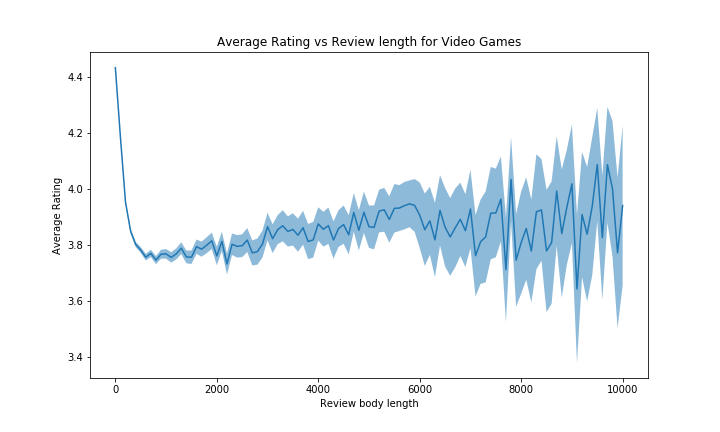 Average Rating vs Review length for Video Games
4.4
4.2
4.0
3.8
3.6
3.4
Average Rating
0 2000 4000 6000 8000 10000
Review body length